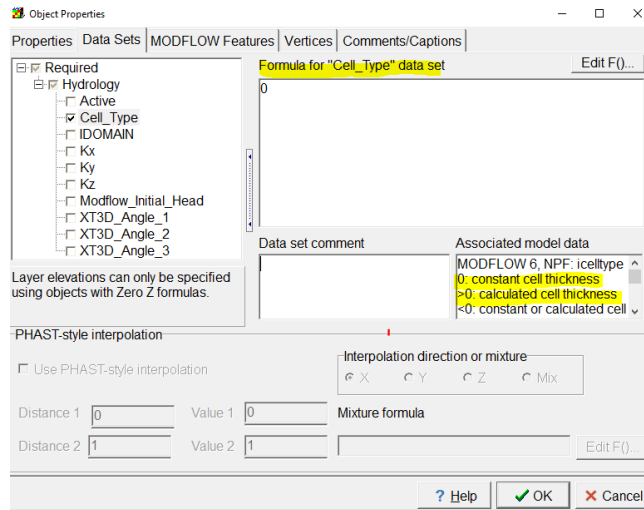 Object Properties
Properties Data Sets MODFLOW Features Vertices Comments/Captions
Required
Hydrology
Active
Cell_Type
IDOMAIN
Kx
Ky
Kz
Modflow_Initial_Head
XT3D_Angle_1
XT3D_Angle_2
XT3D_Angle_3
Layer elevations can only be specified
using objects with Zero Z formulas.
Formula for "Cell_Type" data set
Edit F()...
0
Data set comment
Associated model data
MODFLOW 6, NPF: icelltype
0: constant cell thickness
>0: calculated cell thickness
<0: constant or calculated cell
PHAST-style interpolation
Use PHAST-style interpolation
Interpolation direction or mixture
X Y Z Mix
Distance 1 0 Value 1 0 Mixture formula
Distance 2 1 Value 2 1 Edit F()...
? Help OK Cancel